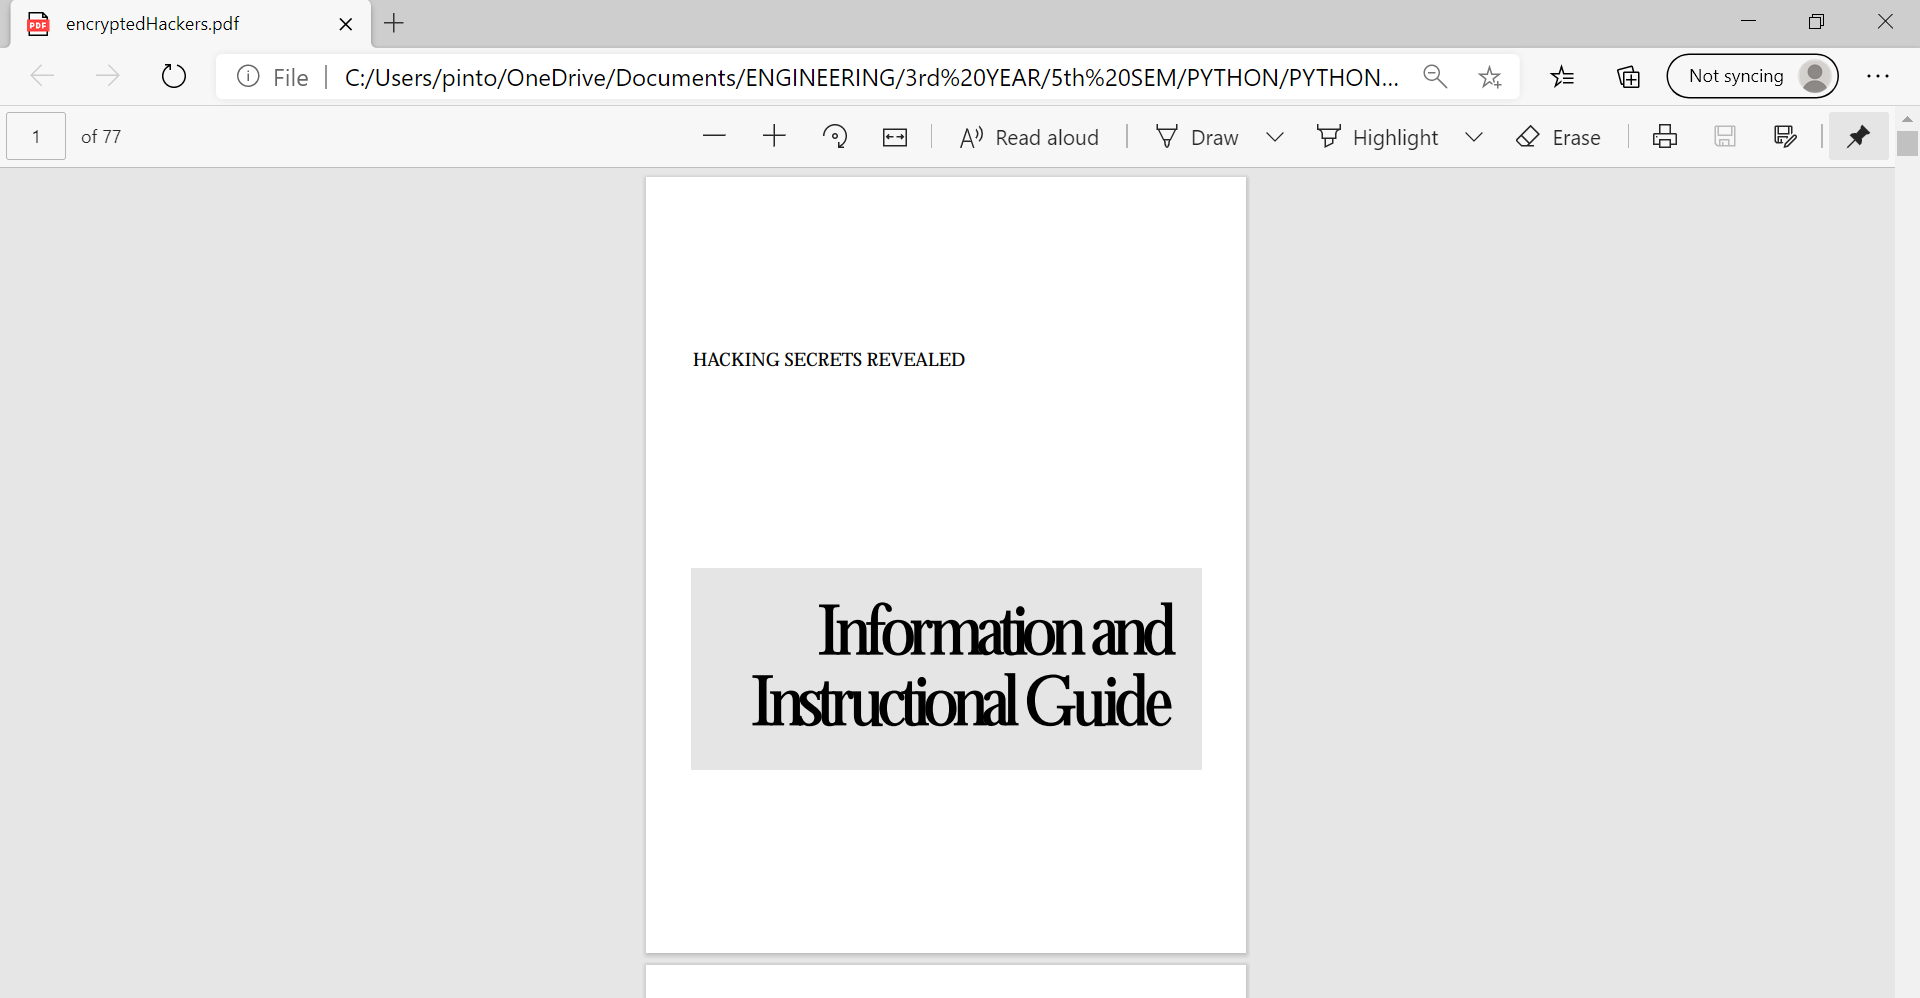 encryptedHackers.pdf
File
C:/Users/pinto/OneDrive/Documents/ENGINEERING/3rd%20YEAR/5th%20SEM/PYTHON/PYTHON...
Not syncing
1 of 77
Read aloud
Draw
Highlight
Erase
HACKING SECRETS REVEALED
Information and
Instructional Guide